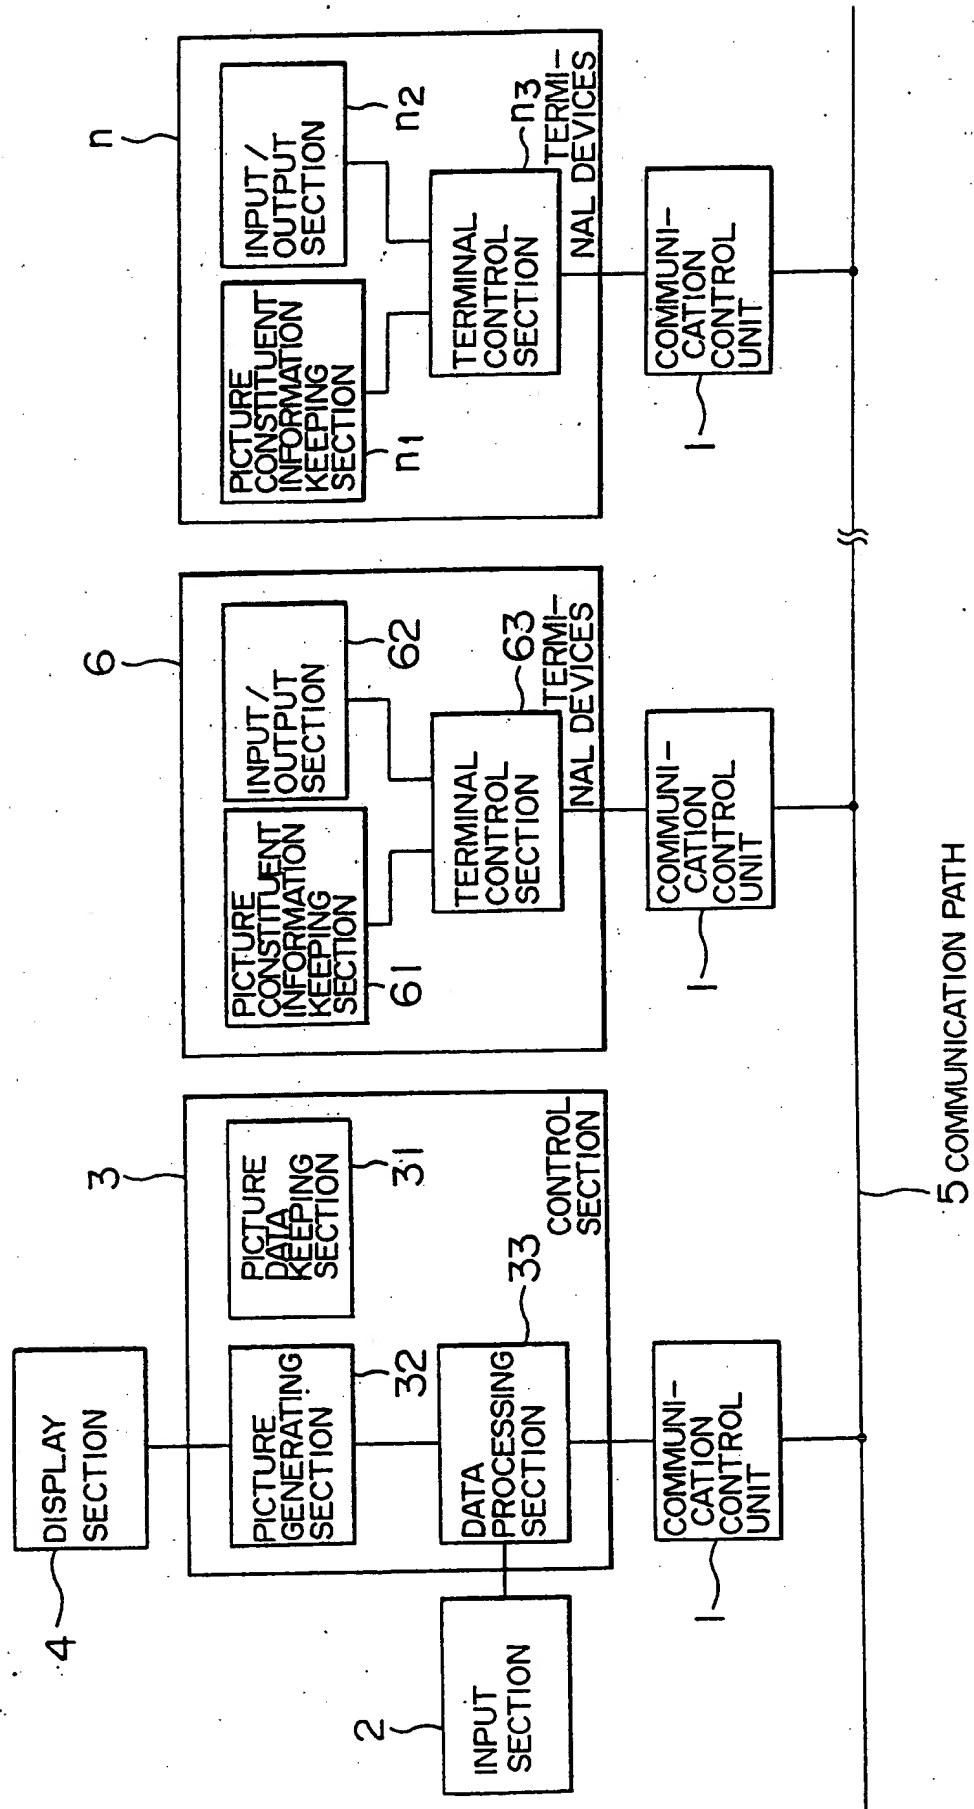 4
DISPLAY
SECTION
2
INPUT
SECTION
3
PICTURE
GENERATING
SECTION
32
PICTURE
DATA
KEEPING
SECTION
31
DATA
PROCESSING
SECTION
33
CONTROL
SECTION
COMMUNI-
CATION
CONTROL
UNIT
1
6
PICTURE
CONSTITUENT
INFORMATION
KEEPING
SECTION
61
INPUT/
OUTPUT
SECTION
62
TERMINAL
CONTROL
SECTION
63
TERMI-
NAL DEVICES
COMMUNI-
CATION
CONTROL
UNIT
1
n
PICTURE
CONSTITUENT
INFORMATION
KEEPING
SECTION
n1
INPUT/
OUTPUT
SECTION
n2
TERMINAL
CONTROL
SECTION
n3
TERMI-
NAL DEVICES
COMMUNI-
CATION
CONTROL
UNIT
1
5 COMMUNICATION PATH